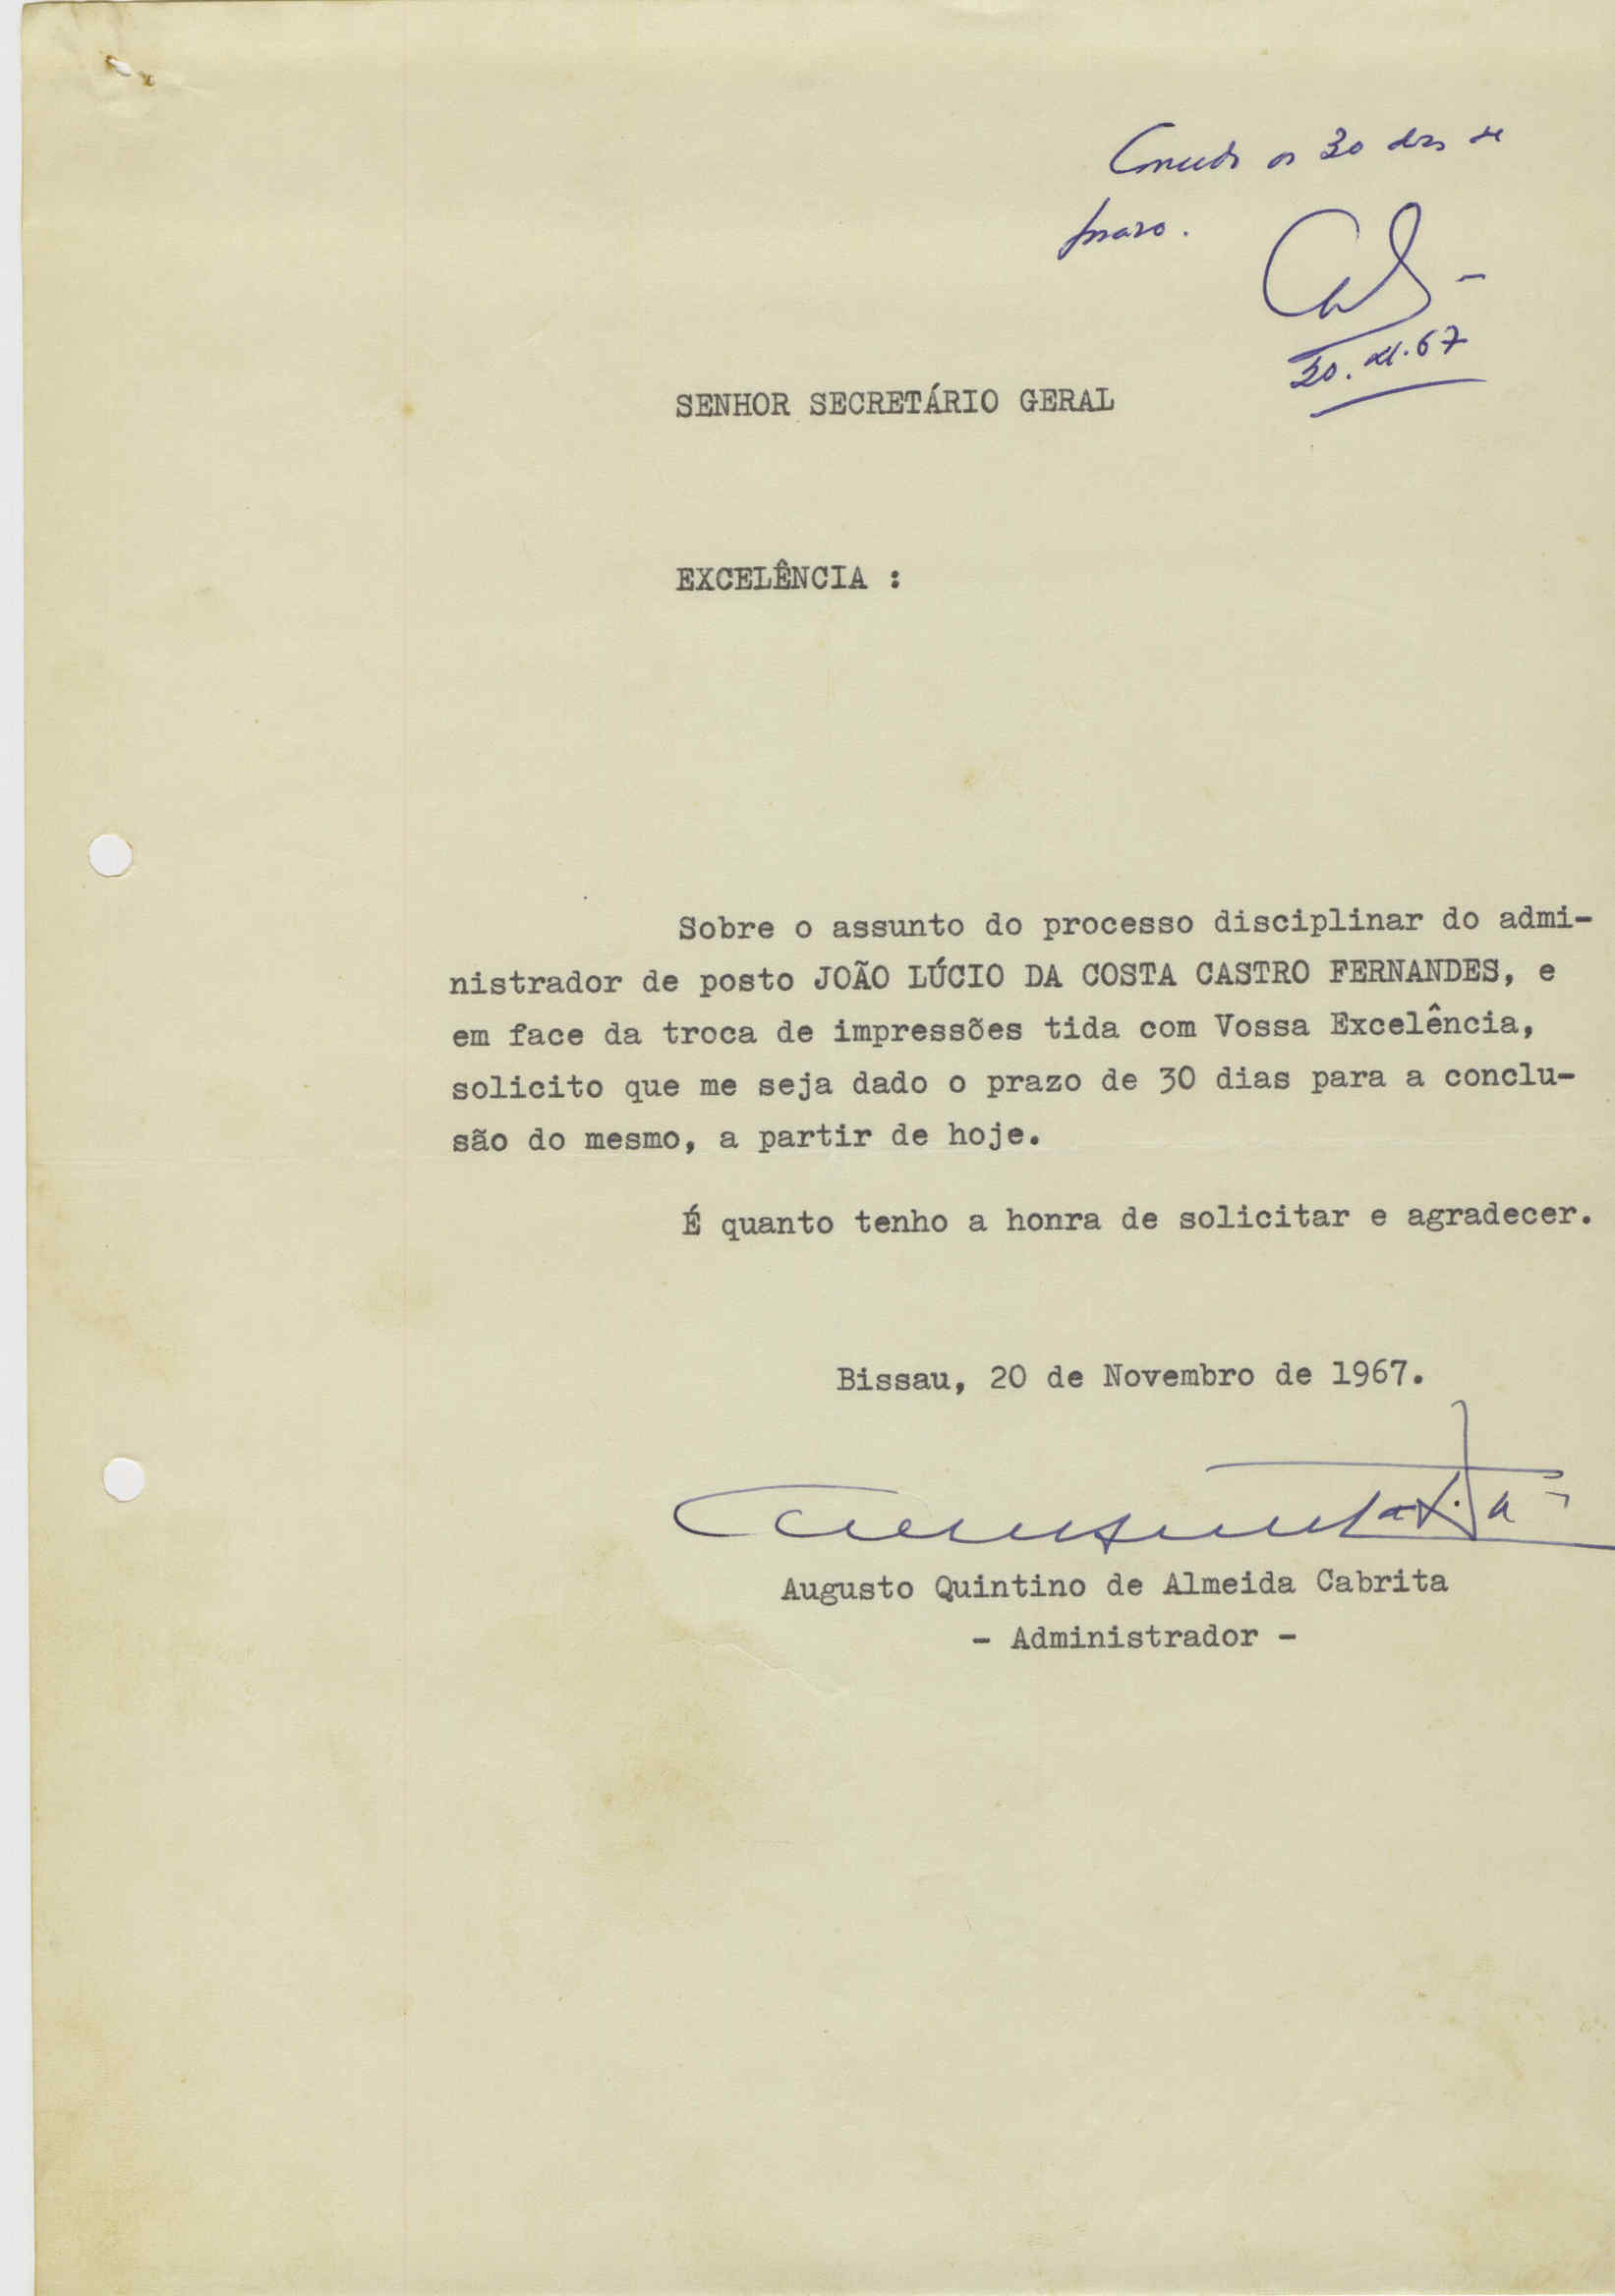 Concedo os 30 dias de
prazo.
20.XI.67
SENHOR SECRETÁRIO GERAL
EXCELÊNCIA :
Sobre o assunto do processo disciplinar do admi-
nistrador de posto JOÃO LÚCIO DA COSTA CASTRO FERNANDES, e
em face da troca de impressões tida com Vossa Excelência,
solicito que me seja dado o prazo de 30 dias para a conclu-
são do mesmo, a partir de hoje.
É quanto tenho a honra de solicitar e agradecer.
Bissau, 20 de Novembro de 1967.
Augusto Quintino de Almeida Cabrita
- Administrador -